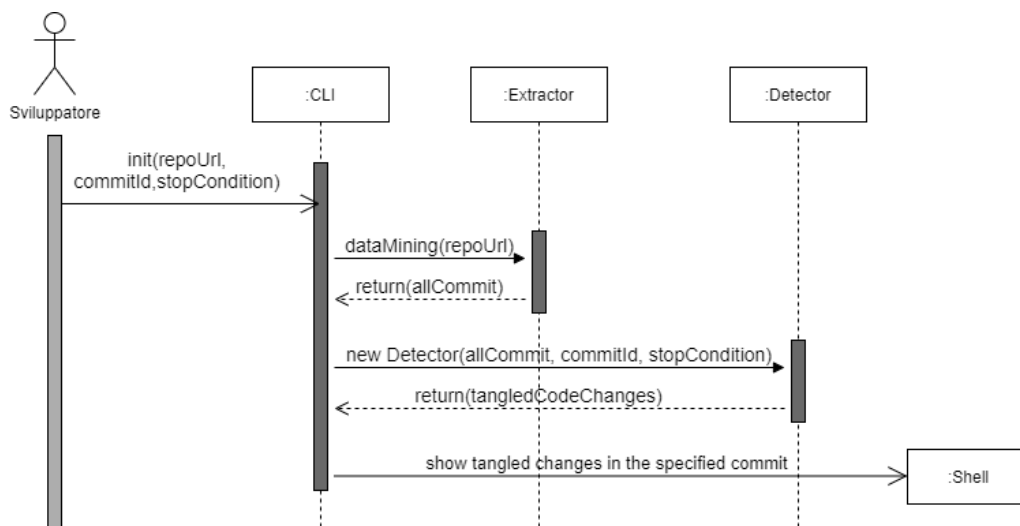 Sviluppatore
:CLI
:Extractor
:Detector
init(repoUrl,
commitId,stopCondition)
dataMining(repoUrl)
return(allCommit)
new Detector(allCommit, commitId, stopCondition)
return(tangledCodeChanges)
show tangled changes in the specified commit
:Shell